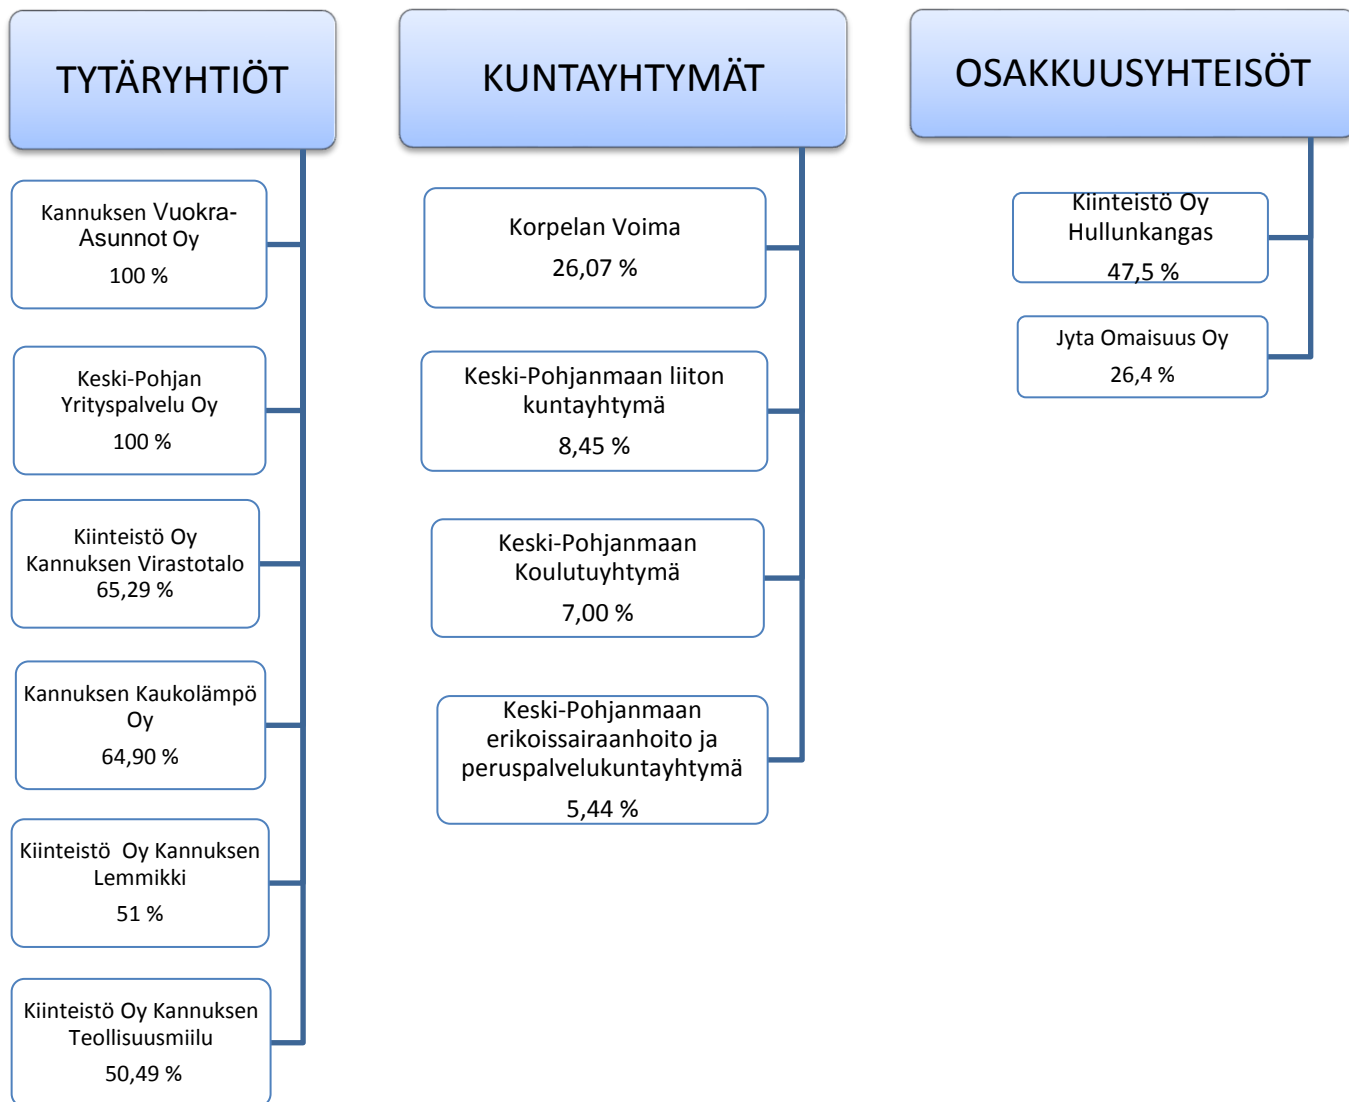 TYTÄRYHTIÖT
Kannuksen Vuokra-
Asunnot Oy
100 %
Keski-Pohjan
Yrityspalvelu Oy
100 %
Kiinteistö Oy
Kannuksen Virastotalo
65,29 %
Kannuksen Kaukolämpö
Oy
64,90 %
Kiinteistö Oy Kannuksen
Lemmikki
51 %
Kiinteistö Oy Kannuksen
Teollisuusmiilu
50,49 %
KUNTAYHTYMÄT
Korpelan Voima
26,07 %
Keski-Pohjanmaan liiton
kuntayhtymä
8,45 %
Keski-Pohjanmaan
Koulutuyhtymä
7,00 %
Keski-Pohjanmaan
erikoissairaanhoito ja
peruspalvelukuntayhtymä
5,44 %
OSAKKUUSYHTEISÖT
Kiinteistö Oy
Hullunkangas
47,5 %
Jyta Omaisuus Oy
26,4 %